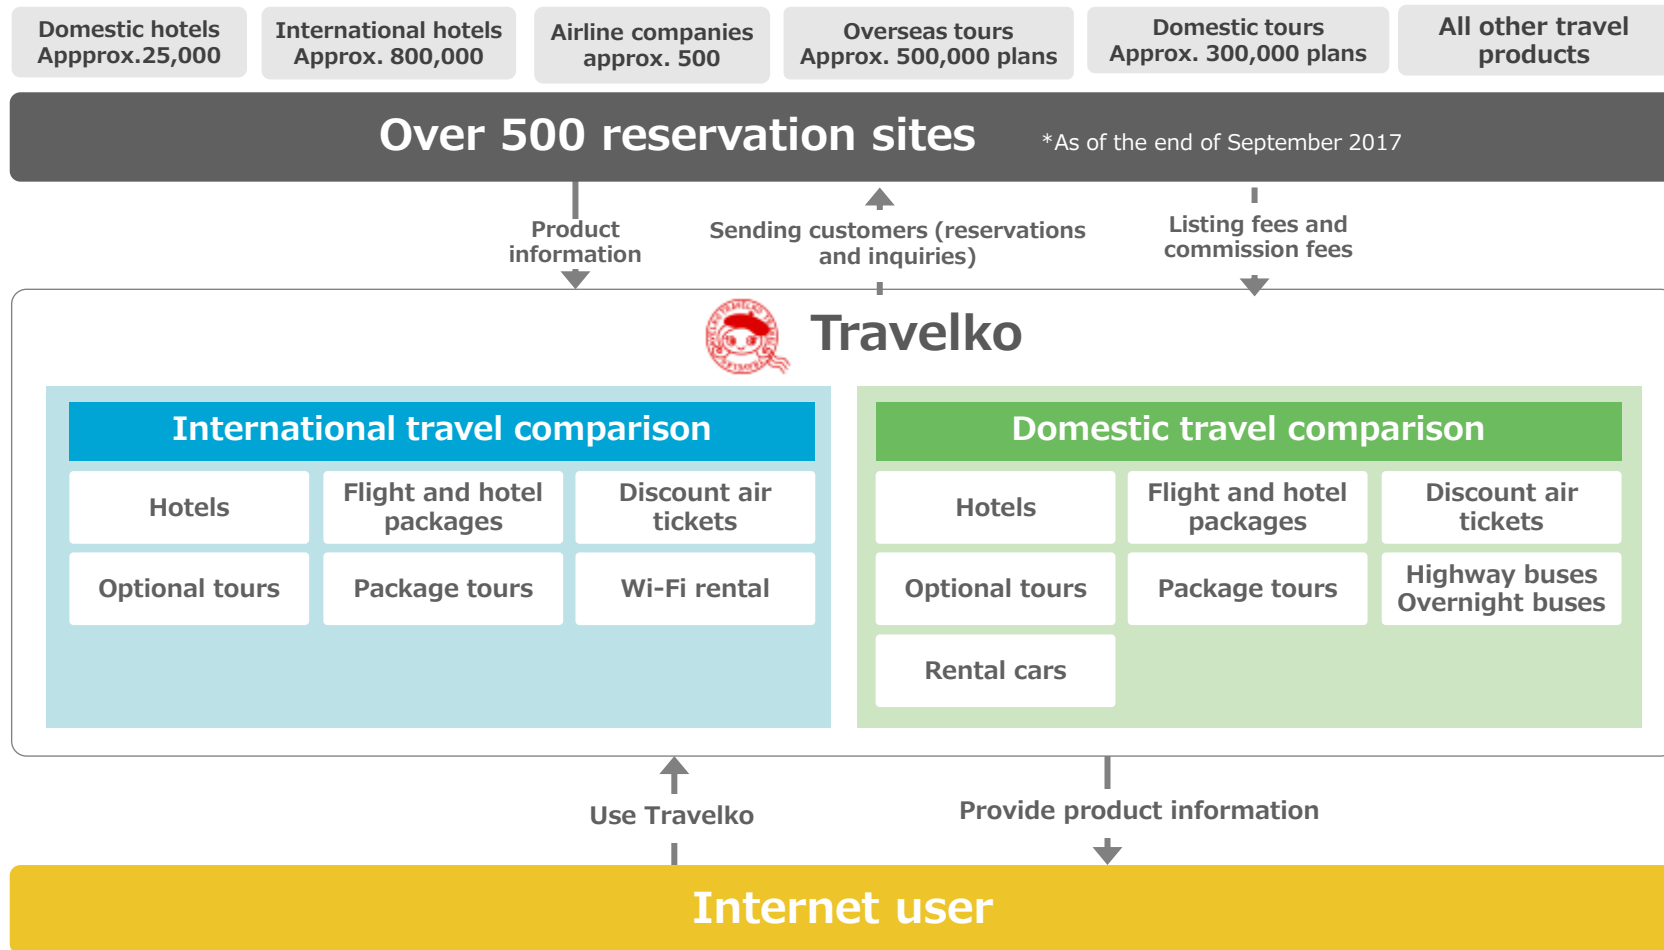 Domestic hotels
Appprox.25,000
International hotels
Approx. 800,000
Airline companies
approx. 500
Overseas tours
Approx. 500,000 plans
Domestic tours
Approx. 300,000 plans
All other travel
products
Over 500 reservation sites
*As of the end of September 2017
Product
information
Sending customers (reservations
and inquiries)
Listing fees and
commission fees
Travelko
International travel comparison
Hotels
Flight and hotel
packages
Discount air
tickets
Optional tours
Package tours
Wi-Fi rental
Domestic travel comparison
Hotels
Flight and hotel
packages
Discount air
tickets
Optional tours
Package tours
Highway buses
Overnight buses
Rental cars
Use Travelko
Provide product information
Internet user